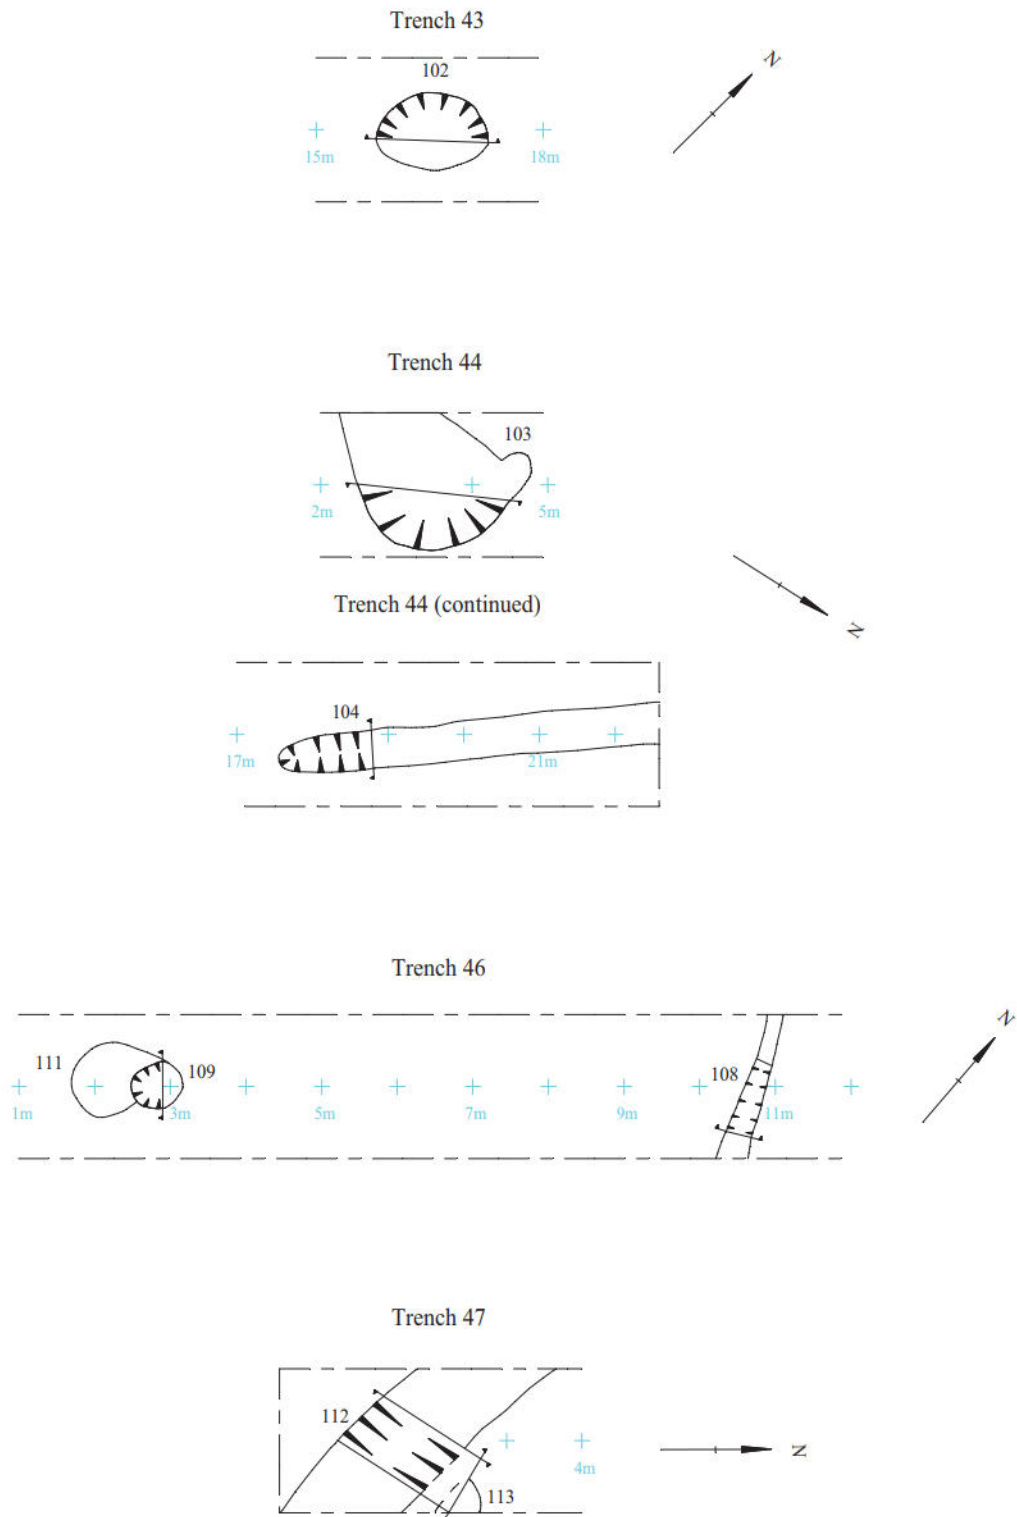 Trench 43
102
N
15m 18m
Trench 44
103
2m 5m
Trench 44 (continued)
N
104
17m 21m
Trench 46
N
111 109 108
1m 3m 5m 7m 9m 11m
Trench 47
112
N
4m
113